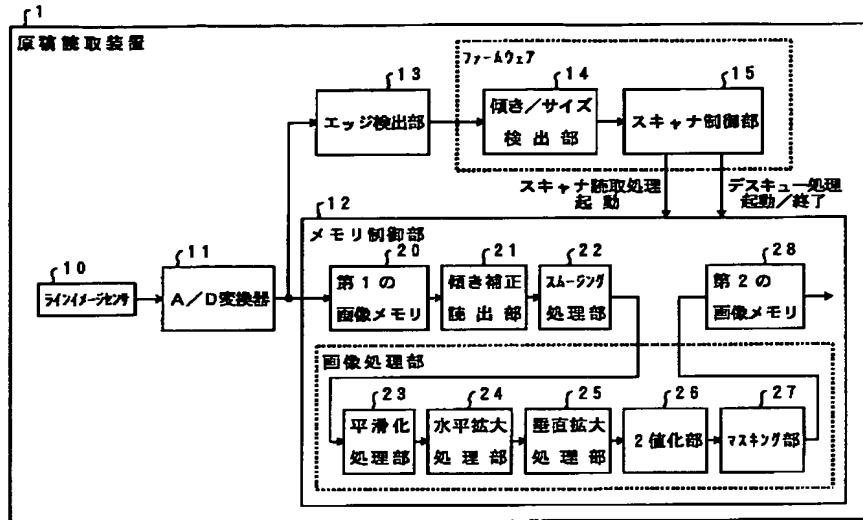 1
原稿読取装置
ファームウェア
13
エッジ検出部
14
傾き/サイズ
検出部
15
スキャナ制御部
スキャナ読取処理
起動
デスキュー処理
起動/終了
12
メモリ制御部
10
ラインイメージセンサ
11
A/D変換器
20
第1の
画像メモリ
21
傾き補正
読出部
22
スムージング
処理部
28
第2の
画像メモリ
画像処理部
23
平滑化
処理部
24
水平拡大
処理部
25
垂直拡大
処理部
26
2値化部
27
マスキング部